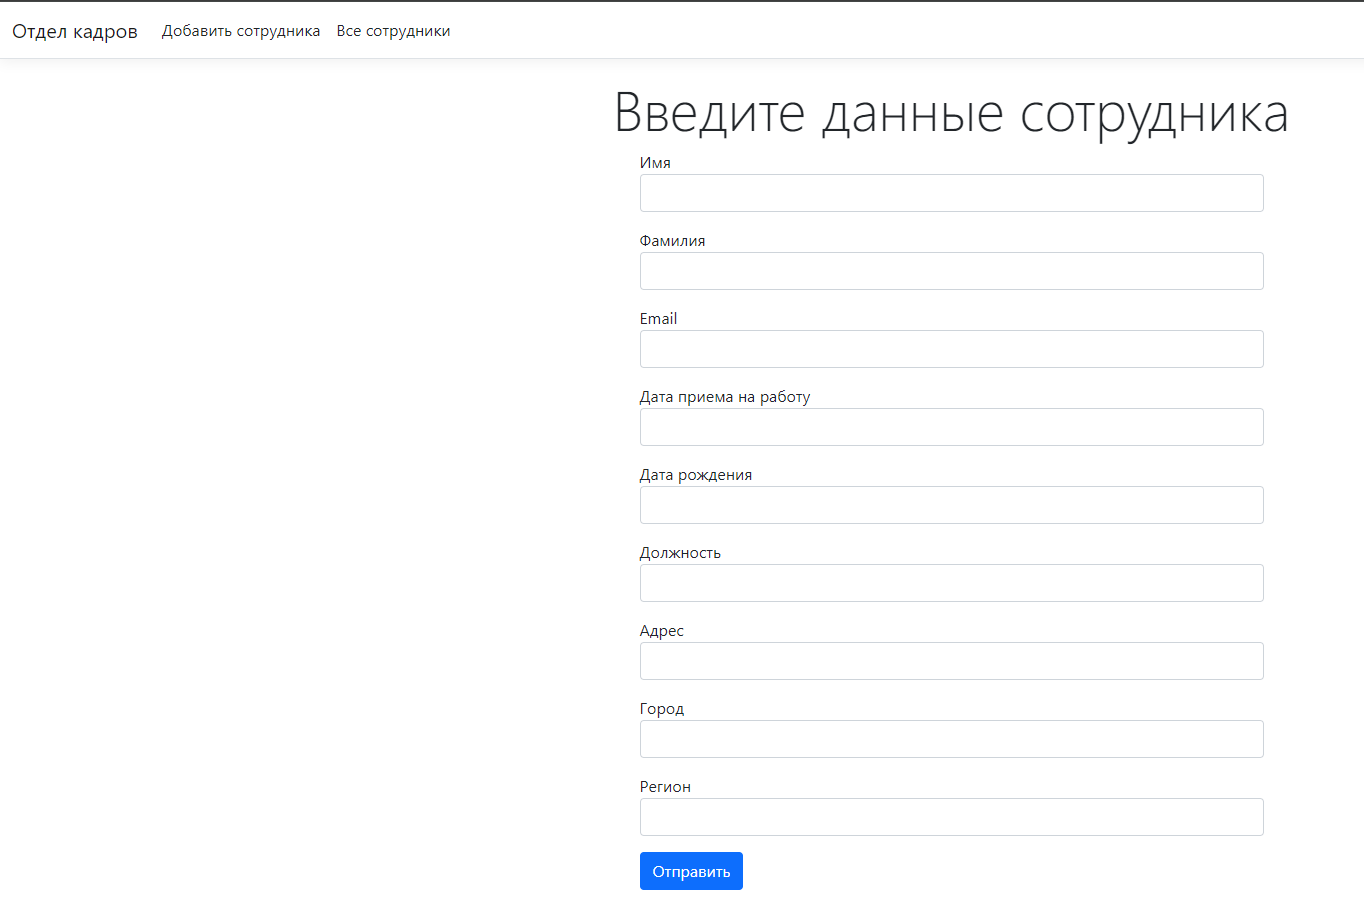 Отдел кадров Добавить сотрудника Все сотрудники
Введите данные сотрудника
Имя
Фамилия
Email
Дата приема на работу
Дата рождения
Должность
Адрес
Город
Регион
Отправить